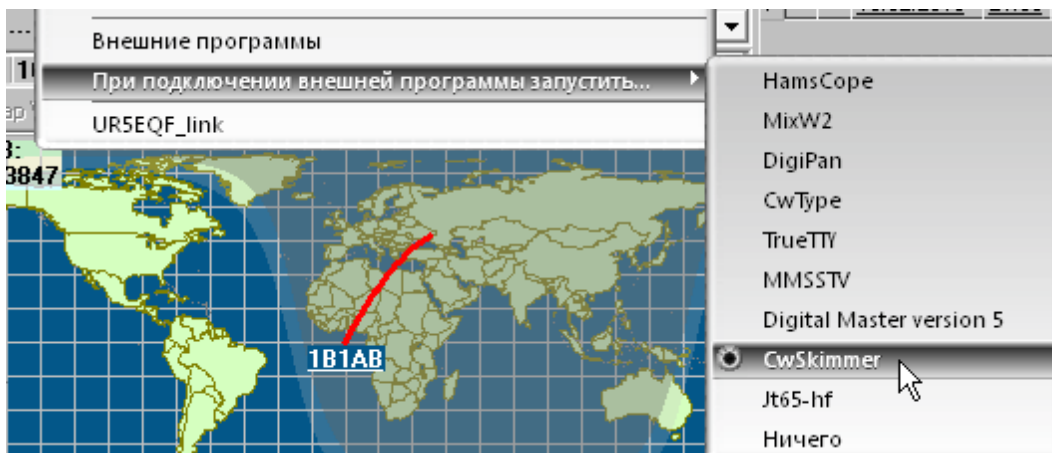 ...
Внешние программы
При подключении внешней программы запустить...
UR5EQF_link
3847
1B1AB
HamsCope
MixW2
DigiPan
CwType
TrueTTY
MMSSTV
Digital Master version 5
CwSkimmer
Jt65-hf
Ничего